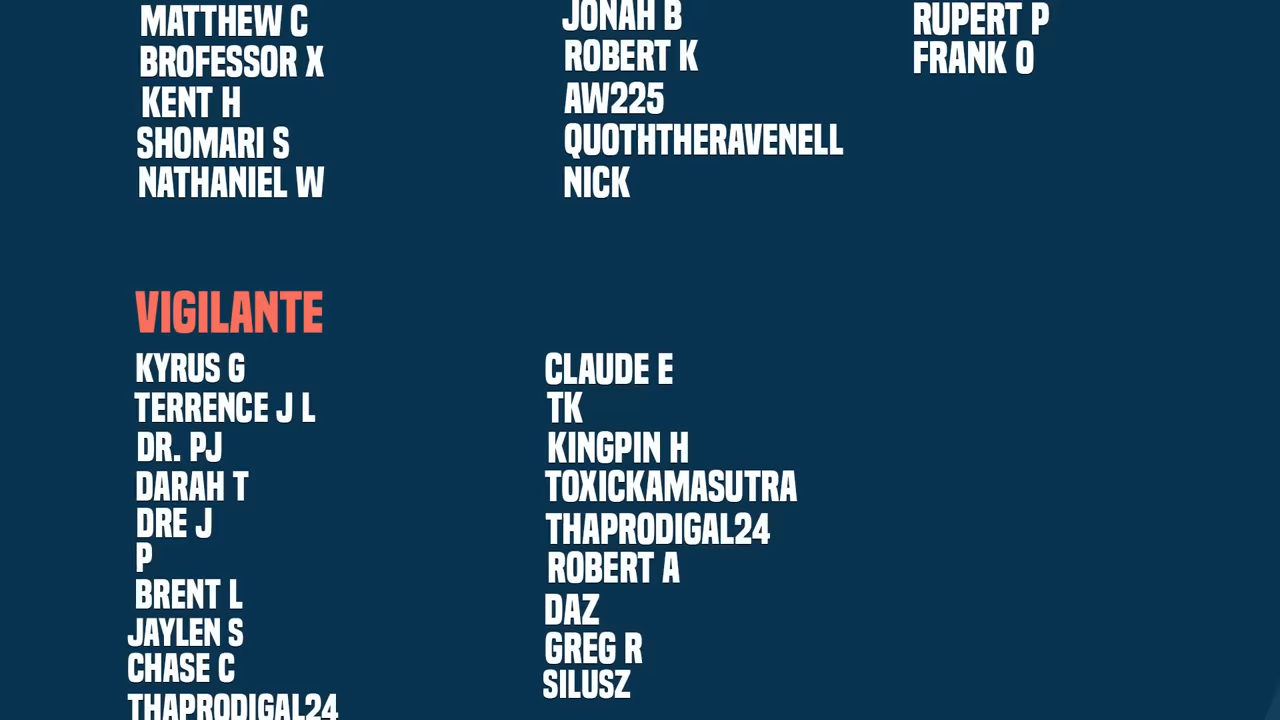 MATTHEW C
BROFESSOR X
KENT H
SHOMARI S
NATHANIEL W
JONAH B
ROBERT K
AW225
QUOTHTHERAVENELL
NICK
RUPERT P
FRANK O
VIGILANTE
KYRUS G
TERRENCE J L
DR. PJ
DARAH T
DRE J
P
BRENT L
JAYLEN S
CHASE C
THAPRODIGAL24
CLAUDE E
TK
KINGPIN H
TOXICKAMASUTRA
THAPRODIGAL24
ROBERT A
DAZ
GREG R
SILUSZ